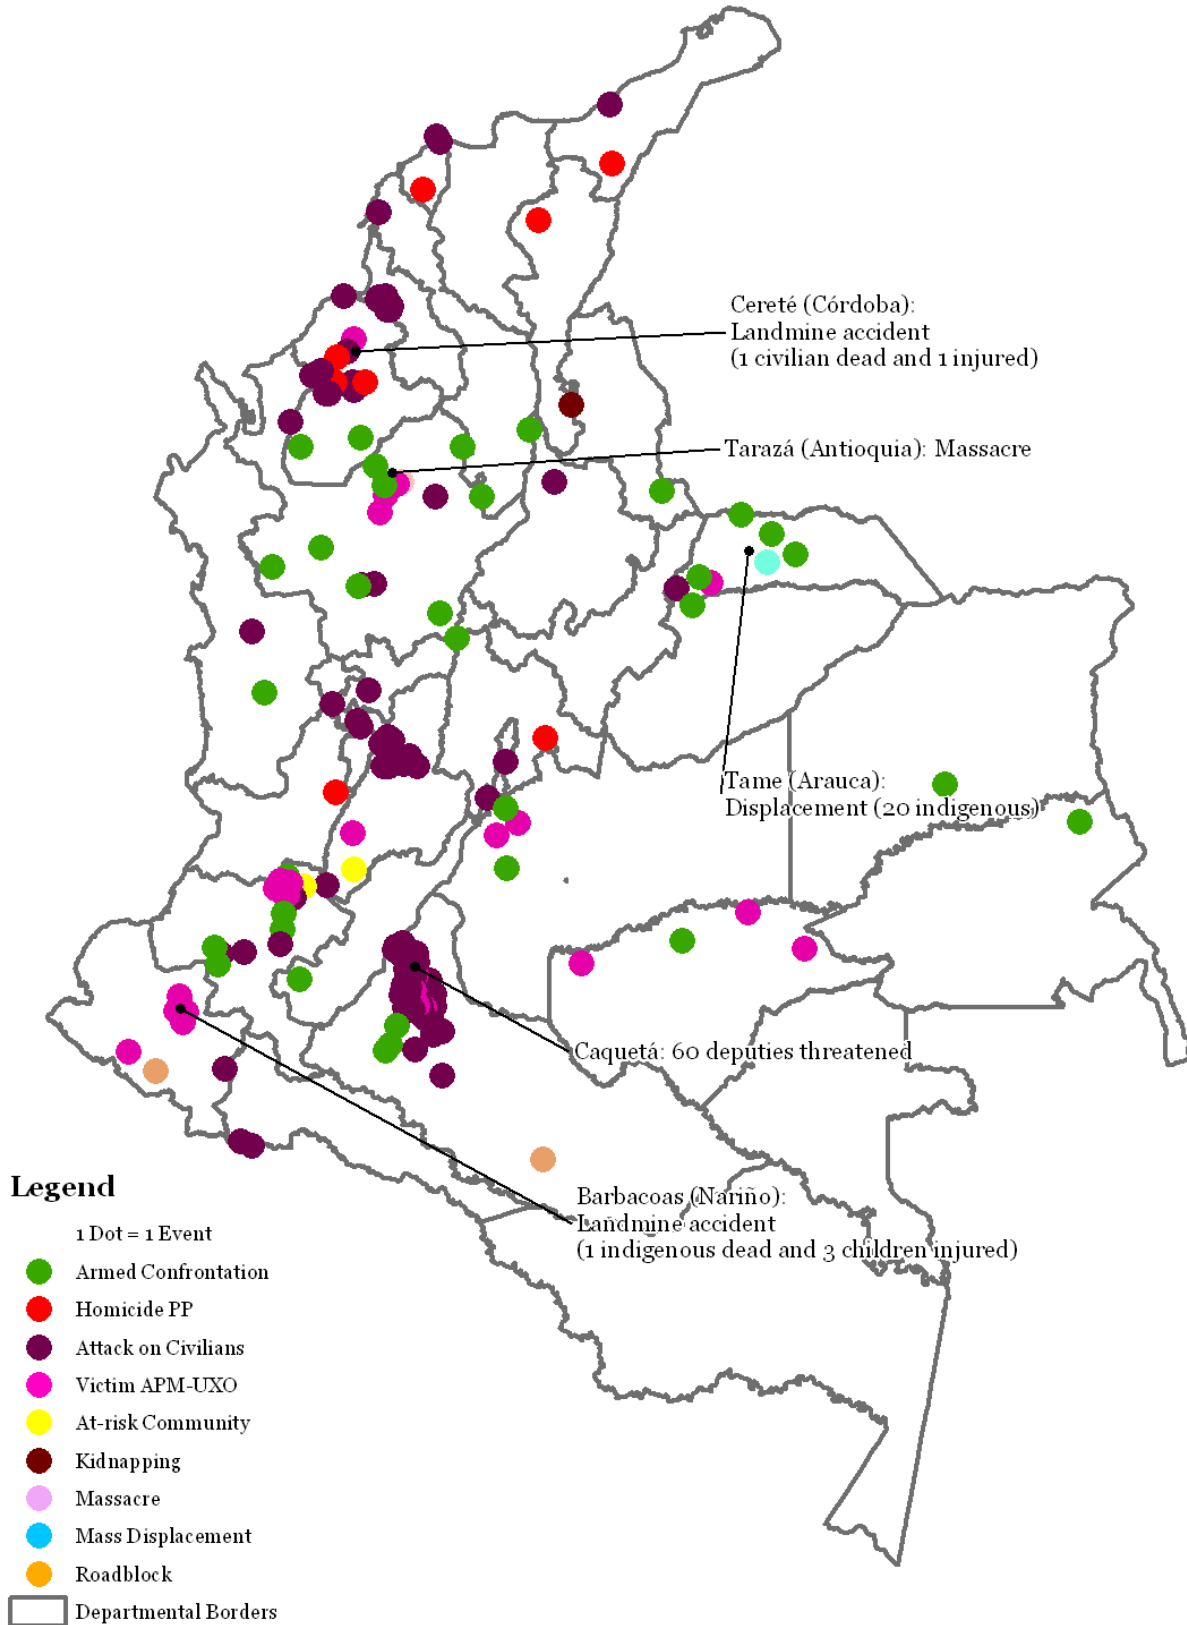 Cereté (Córdoba):
Landmine accident
(1 civilian dead and 1 injured)
Tarazá (Antioquia): Massacre
Tame (Arauca):
Displacement (20 indigenous)
Caquetá: 60 deputies threatened
Barbacoas (Nariño):
Landmine accident
(1 indigenous dead and 3 children injured)
Legend
1 Dot = 1 Event
Armed Confrontation
Homicide PP
Attack on Civilians
Victim APM-UXO
At-risk Community
Kidnapping
Massacre
Mass Displacement
Roadblock
Departmental Borders